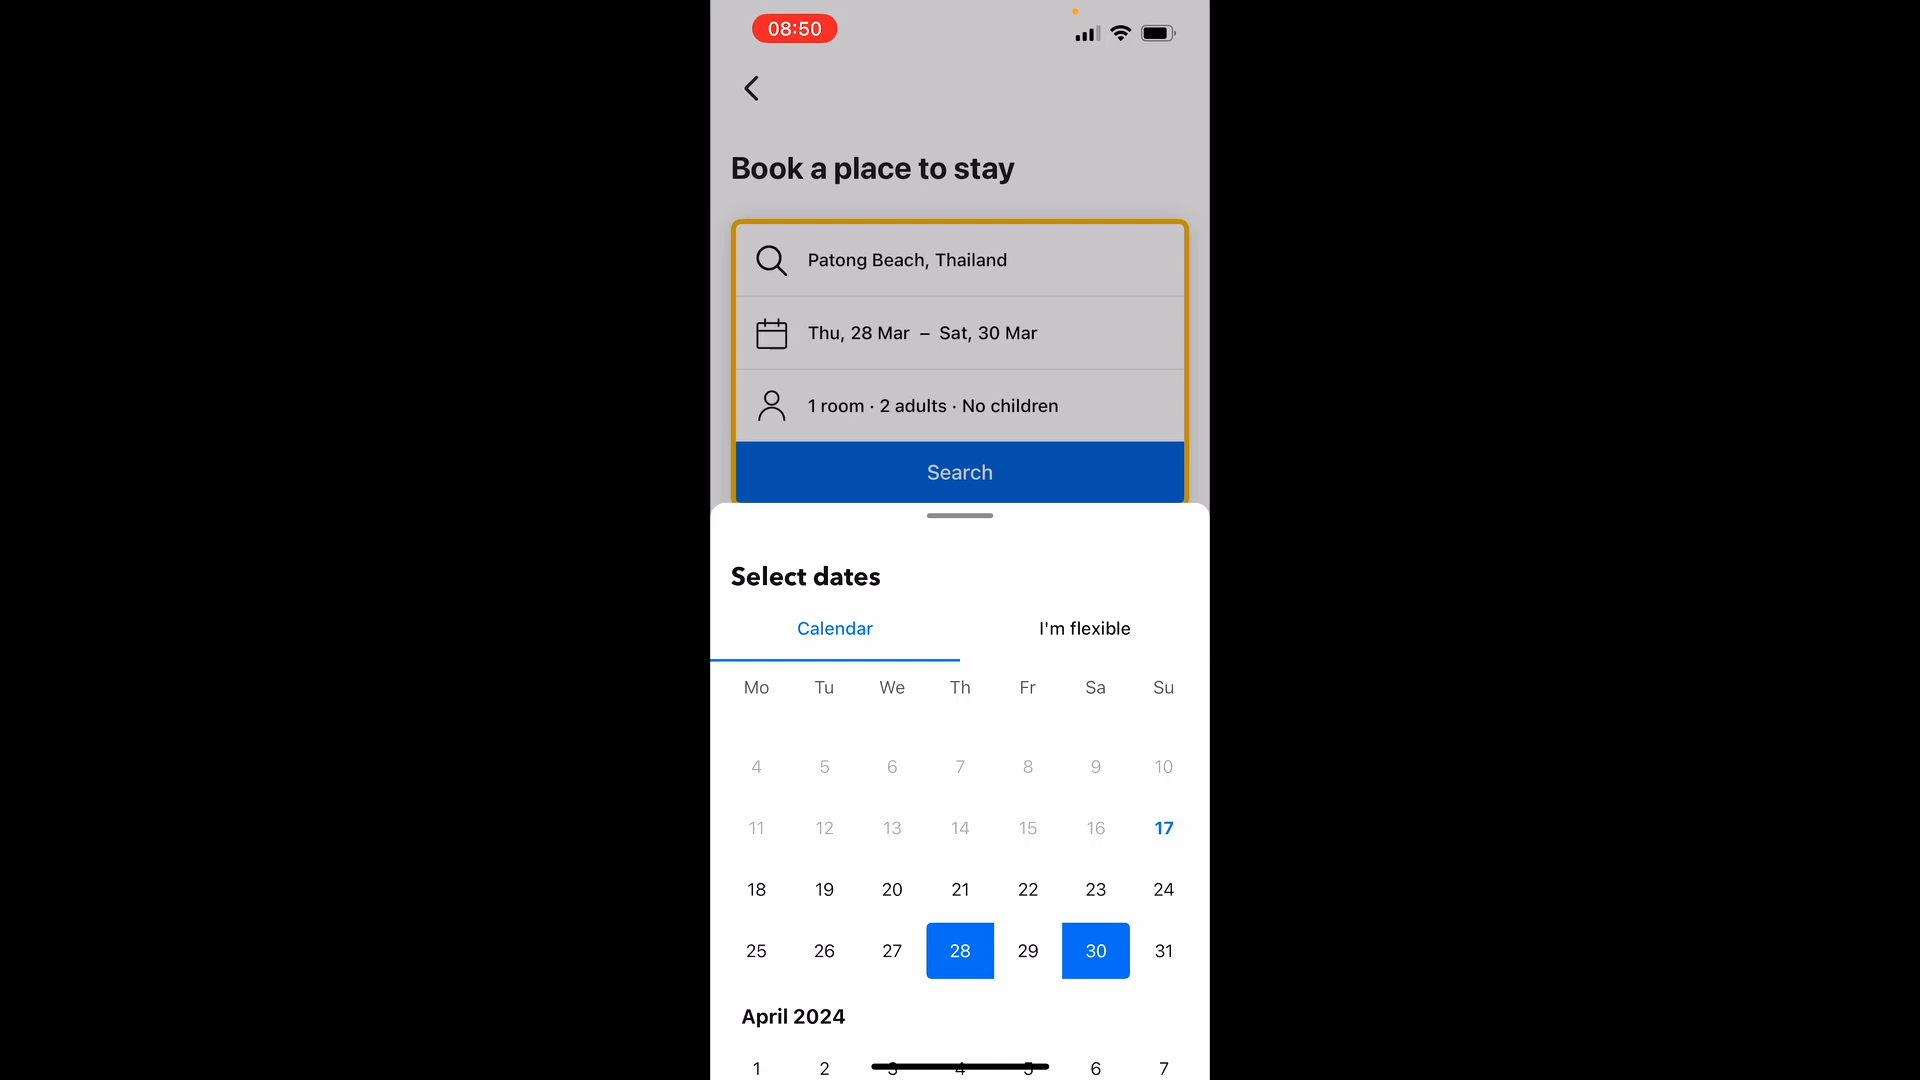 08:50
Book a place to stay
Patong Beach, Thailand
Thu, 28 Mar – Sat, 30 Mar
1 room · 2 adults · No children
Search
Select dates
Calendar I'm flexible
Mo Tu We Th Fr Sa Su
4 5 6 7 8 9 10
11 12 13 14 15 16 17
18 19 20 21 22 23 24
25 26 27 28 29 30 31
April 2024
1 2 3 4 5 6 7